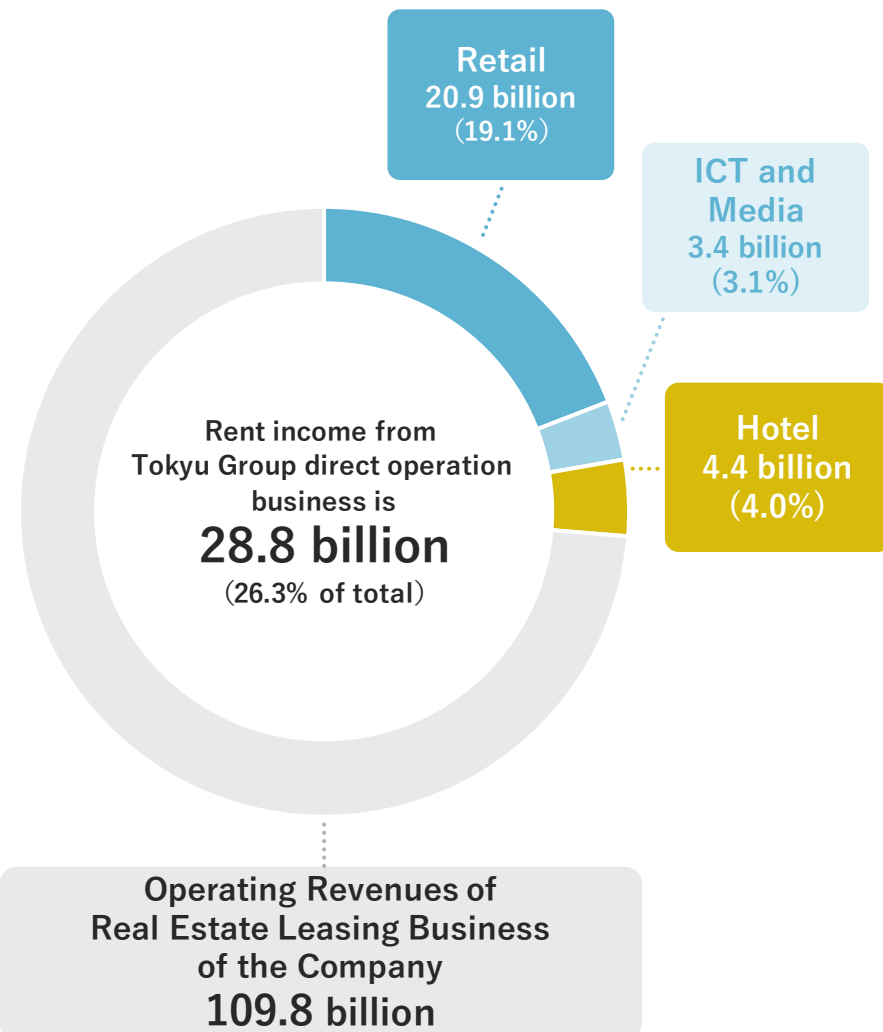 Retail
20.9 billion
(19.1%)
ICT and
Media
3.4 billion
(3.1%)
Hotel
4.4 billion
(4.0%)
Rent income from
Tokyu Group direct operation
business is
28.8 billion
(26.3% of total)
Operating Revenues of
Real Estate Leasing Business
of the Company
109.8 billion